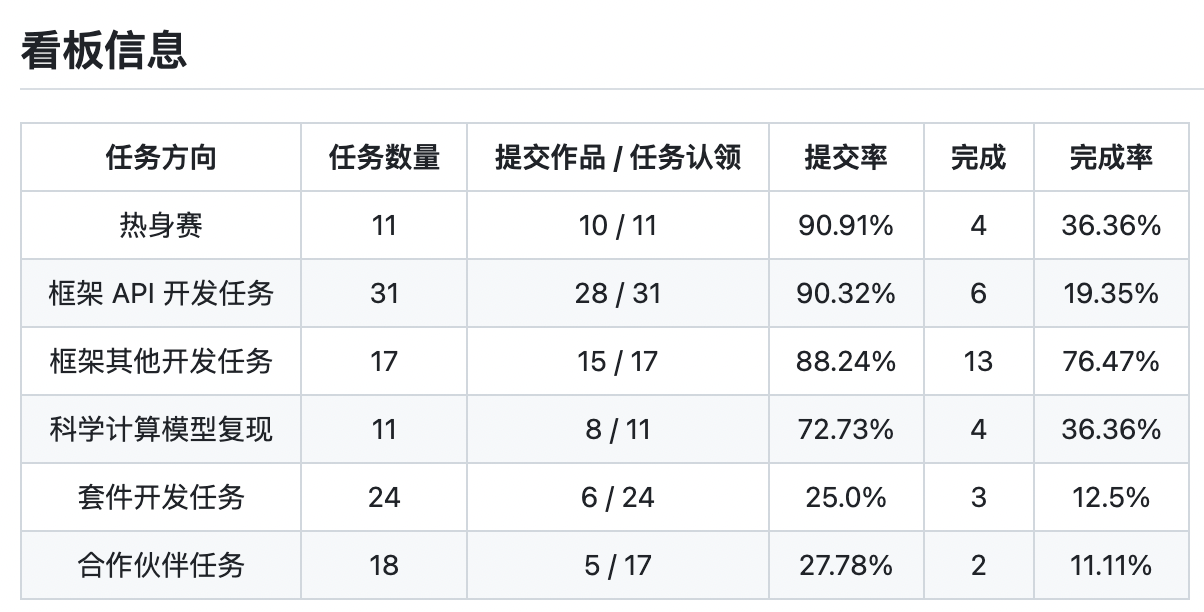 看板信息
任务方向 任务数量 提交作品 / 任务认领 提交率 完成 完成率
热身赛 11 10 / 11 90.91% 4 36.36%
框架 API 开发任务 31 28 / 31 90.32% 6 19.35%
框架其他开发任务 17 15 / 17 88.24% 13 76.47%
科学计算模型复现 11 8 / 11 72.73% 4 36.36%
套件开发任务 24 6 / 24 25.0% 3 12.5%
合作伙伴任务 18 5 / 17 27.78% 2 11.11%